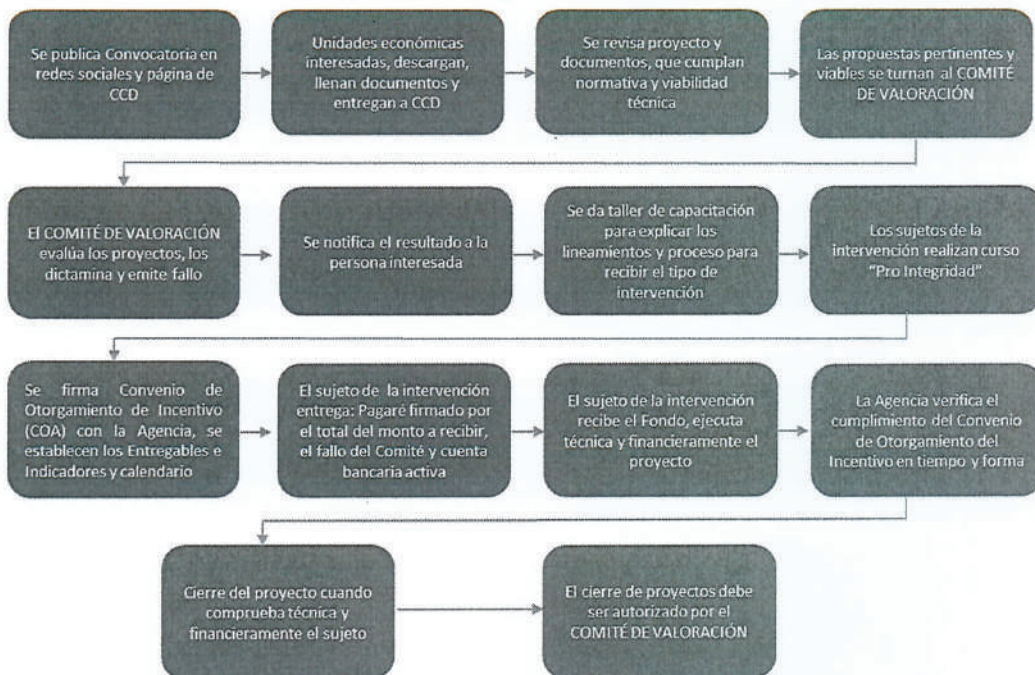 Se publica Convocatoria en
redes sociales y página de
CCD
Unidades económicas
interesadas, descargan,
llenan documentos y
entregan a CCD
Se revisa proyecto y
documentos, que cumplan
normativa y viabilidad
técnica
Las propuestas pertinentes y
viables se turnan al COMITÉ
DE VALORACIÓN
El COMITÉ DE VALORACIÓN
evalúa los proyectos, los
dictamina y emite fallo
Se notifica el resultado a la
persona interesada
Se da taller de capacitación
para explicar los
lineamientos y proceso para
recibir el tipo de
intervención
Los sujetos de la
intervención realizan curso
"Pro Integridad"
Se firma Convenio de
Otorgamiento de Incentivo
(COA) con la Agencia, se
establecen los Entregables e
Indicadores y calendario
El sujeto de la intervención
entrega: Pagaré firmado por
el total del monto a recibir,
el fallo del Comité y cuenta
bancaria activa
El sujeto de la intervención
recibe el Fondo, ejecuta
técnica y financieramente el
proyecto
La Agencia verifica el
cumplimiento del Convenio
de Otorgamiento del
Incentivo en tiempo y forma
Cierre del proyecto cuando
comprueba técnica y
financieramente el sujeto
El cierre de proyectos debe
ser autorizado por el
COMITÉ DE VALORACIÓN